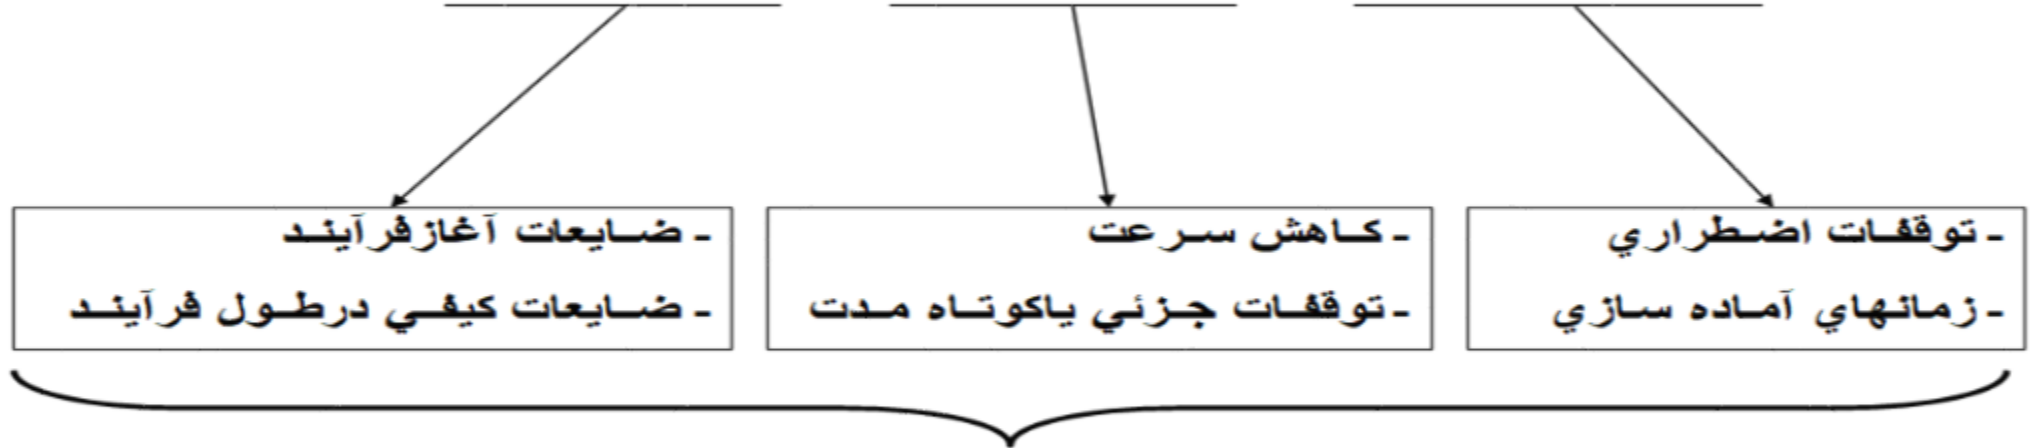 - توقفات اضطراري
- زمانهاي آماده سازي
- كاهش سرعت
- توقفات جزئي ياكوتاه مدت
- ضايعات آغازفرآيند
- ضايعات كيفي درطول فرآيند